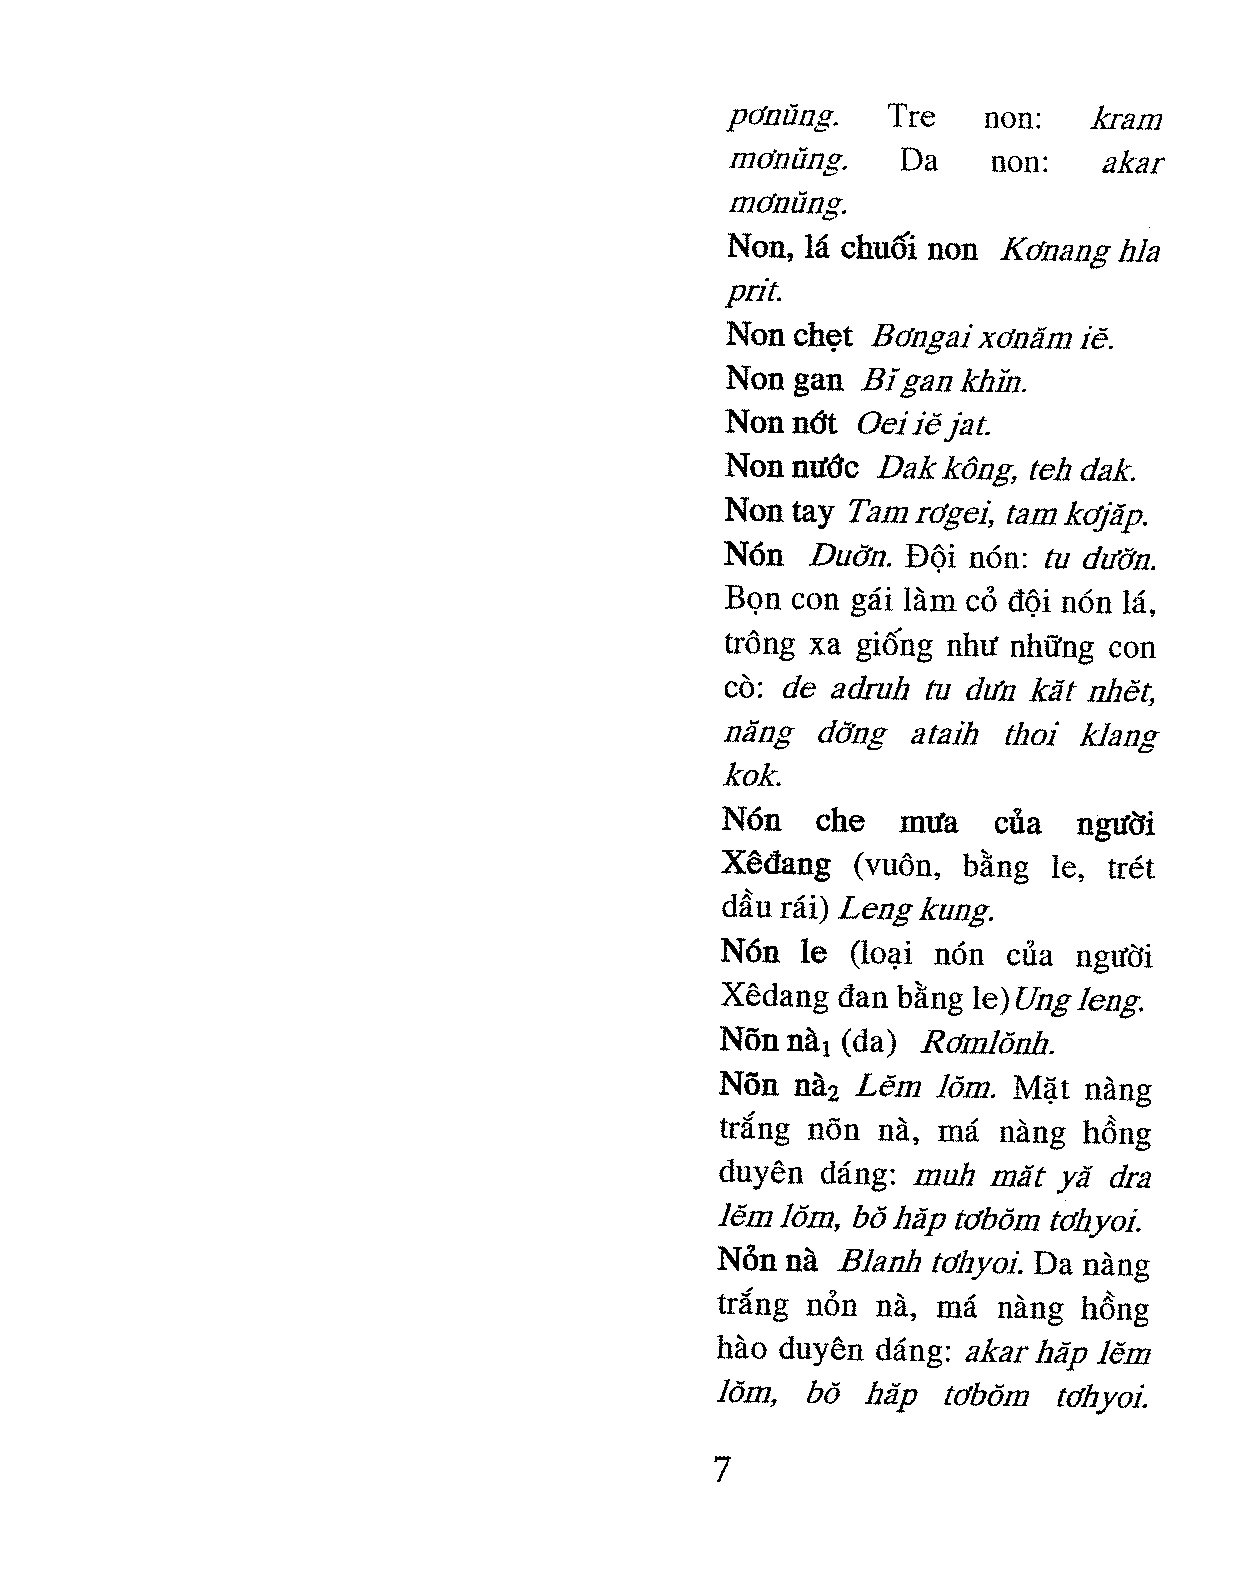 pơnŭng. Tre non: kram
mơnŭng. Da non: akar
mơnŭng.
Non, lá chuối non Kơnang hla
prit.
Non chẹt Bơngai xơnăm iĕ.
Non gan Bĭ gan khĭn.
Non nớt Oei iĕ jat.
Non nước Dak kông, teh dak.
Non tay Tam rơgei, tam kơjăp.
Nón Duơ̆n. Đội nón: tu dươ̆n.
Bọn con gái làm cỏ đội nón lá,
trông xa giống như những con
cò: de adruh tu dưn kăt nhĕt,
năng dơ̆ng ataih thoi klang
kok.
Nón che mưa của người
Xêđang (vuôn, bằng le, trét
dầu rái) Leng kung.
Nón le (loại nón của người
Xêdang đan bằng le) Ung leng.
Nõn nà₁ (da) Rơmlŏnh.
Nõn nà₂ Lĕm lŏm. Mặt nàng
trắng nõn nà, má nàng hồng
duyên dáng: muh măt yă dra
lĕm lŏm, bŏ hăp tơbŏm tơhyoi.
Nỏn nà Blanh tơhyoi. Da nàng
trắng nỏn nà, má nàng hồng
hào duyên dáng: akar hăp lĕm
lŏm, bŏ hăp tơbŏm tơhyoi.
7